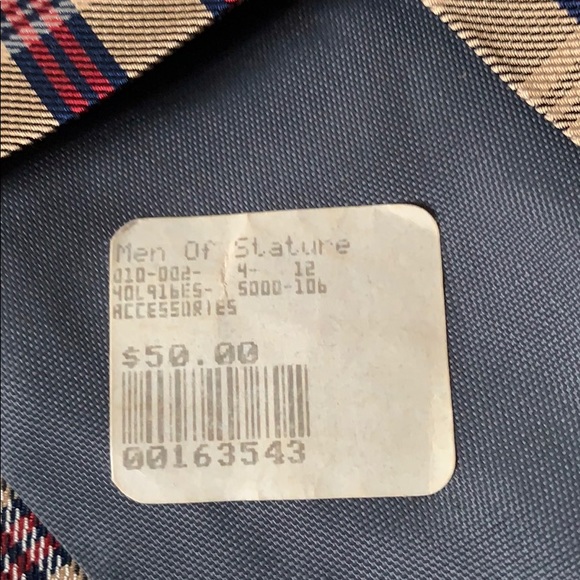 Men Of Stature
010-002- 4- 12
40L916ES- 5000-106
ACCESSORIES
$50.00
00163543